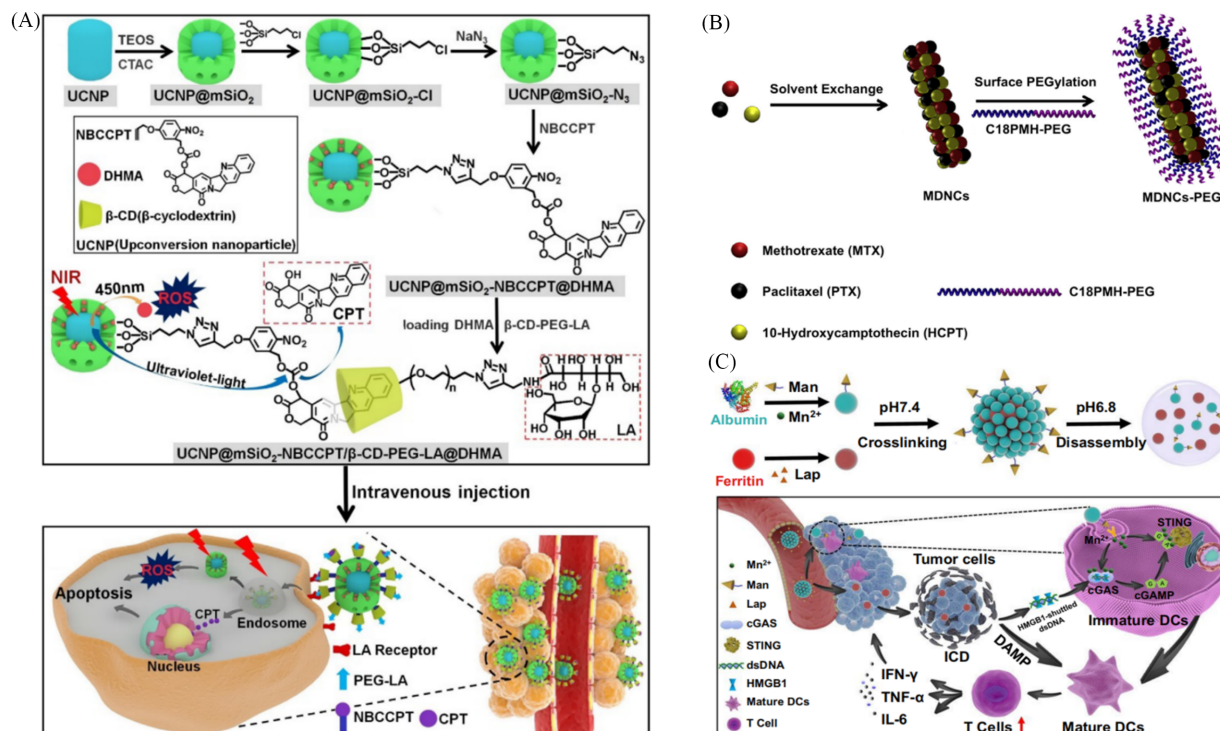 (A)
TEOS
CTAC
Si
Cl
NaN₃
Si
N₃
UCNP
UCNP@mSiO₂
UCNP@mSiO₂-Cl
UCNP@mSiO₂-N₃
NBCCPT
NBCCPT
DHMA
β-CD(β-cyclodextrin)
UCNP(Upconversion nanoparticle)
UCNP@mSiO₂-NBCCPT@DHMA
loading DHMA β-CD-PEG-LA
NIR
450nm
ROS
CPT
Ultraviolet-light
LA
UCNP@mSiO₂-NBCCPT/β-CD-PEG-LA@DHMA
Intravenous injection
ROS
Apoptosis
CPT
Endosome
Nucleus
LA Receptor
PEG-LA
NBCCPT
CPT
(B)
Solvent Exchange
Surface PEGylation
C18PMH-PEG
MDNCs
MDNCs-PEG
Methotrexate (MTX)
Paclitaxel (PTX)
C18PMH-PEG
10-Hydroxycamptothecin (HCPT)
(C)
Man
Albumin
Mn²⁺
pH7.4
Crosslinking
pH6.8
Disassembly
Ferritin
Lap
Mn²⁺
Man
Lap
cGAS
STING
dsDNA
HMGB1
Mature DCs
T Cell
Tumor cells
ICD
HMGB1-shuttled
dsDNA
DAMP
Mn²⁺
STING
cGAS
cGAMP
Immature DCs
IFN-γ
TNF-α
IL-6
T Cells
Mature DCs